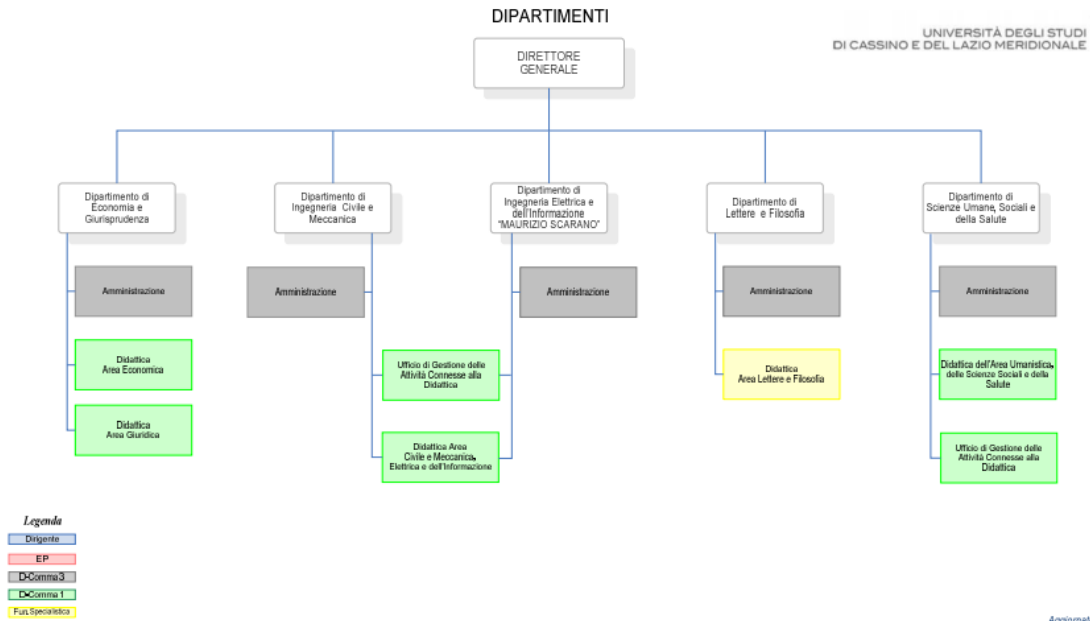 DIPARTIMENTI
UNIVERSITÀ DEGLI STUDI
DI CASSINO E DEL LAZIO MERIDIONALE
DIRETTORE
GENERALE
Dipartimento di
Economia e
Giurisprudenza
Dipartimento di
Ingegneria Civile e
Meccanica
Dipartimento di
Ingegneria Elettrica e
dell'Informazione
"MAURIZIO SCARANO"
Dipartimento di
Lettere e Filosofia
Dipartimento di
Scienze Umane, Sociali e
della Salute
Amministrazione
Amministrazione
Amministrazione
Amministrazione
Amministrazione
Didattica
Area Economica
Ufficio di Gestione delle
Attività Connesse alla
Didattica
Didattica
Area Lettere e Filosofia
Didattica dell'Area Umanistica,
delle Scienze Sociali e della
Salute
Didattica
Area Giuridica
Didattica Area
Civile e Meccanica,
Elettrica e dell'Informazione
Ufficio di Gestione delle
Attività Connesse alla
Didattica
Legenda
Dirigente
EP
D-Comma 3
D-Comma 1
Fun. Specialistica